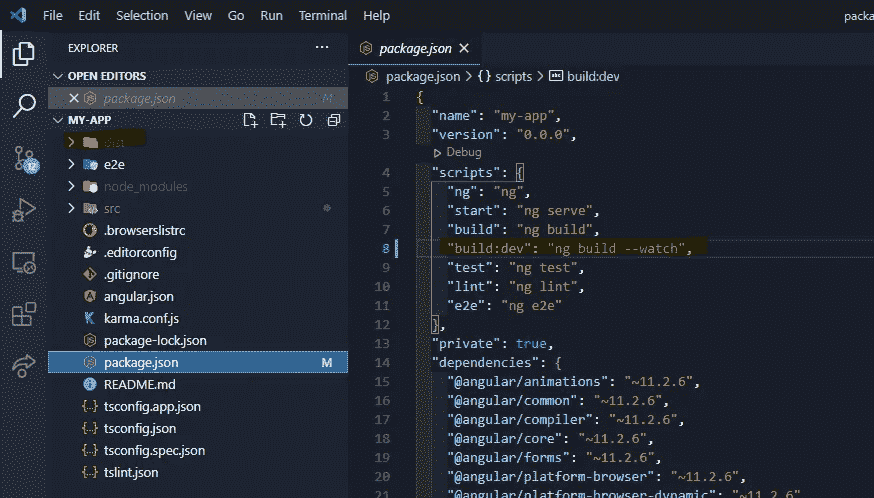 File Edit Selection View Go Run Terminal Help packa
EXPLORER
OPEN EDITORS
package.json M
MY-APP
dist
e2e
node_modules
src
.browserslistrc
.editorconfig
.gitignore
angular.json
karma.conf.js
package-lock.json
package.json M
README.md
tsconfig.app.json
tsconfig.json
tsconfig.spec.json
tslint.json
12
package.json
package.json > {} scripts > build:dev
1 {
2 "name": "my-app",
3 "version": "0.0.0",
Debug
4 "scripts": {
5 "ng": "ng",
6 "start": "ng serve",
7 "build": "ng build",
8 "build:dev": "ng build --watch",
9 "test": "ng test",
10 "lint": "ng lint",
11 "e2e": "ng e2e"
12 },
13 "private": true,
14 "dependencies": {
15 "@angular/animations": "~11.2.6",
16 "@angular/common": "~11.2.6",
17 "@angular/compiler": "~11.2.6",
18 "@angular/core": "~11.2.6",
19 "@angular/forms": "~11.2.6",
20 "@angular/platform-browser": "~11.2.6",
21 "@angular/platform-browser-dynamic": "~11.2.6